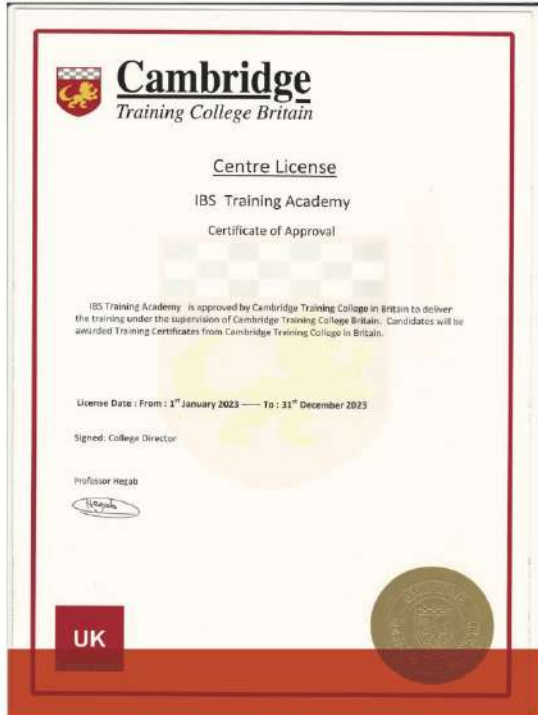 Cambridge
Training College Britain
Centre License
IBS Training Academy
Certificate of Approval
IBS Training Academy is approved by Cambridge Training College in Britain to deliver
the training under the supervision of Cambridge Training College Britain. Candidates will be
awarded Training Certificates from Cambridge Training College in Britain.
License Date : From : 1st January 2023 —— To : 31st December 2023
Signed: College Director
Professor Hegab
Hegab
UK